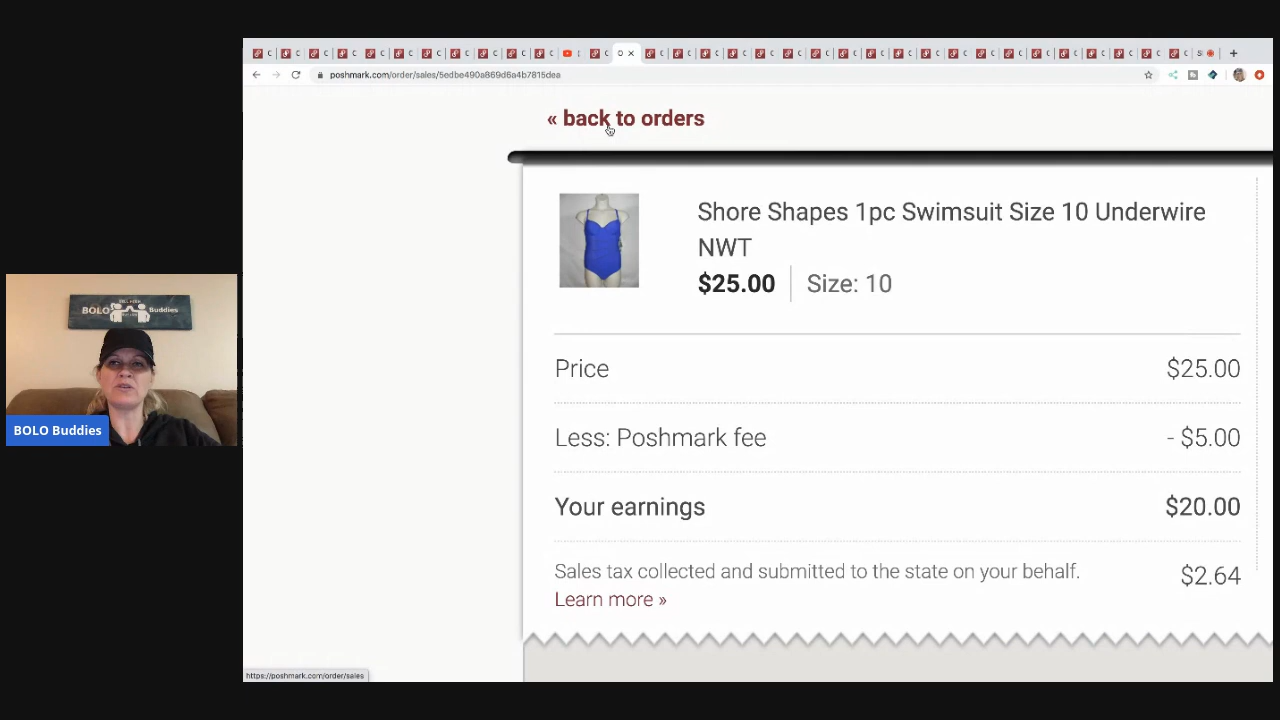 poshmark.com/order/sales/5edbe490a869d6a4b7815dea
« back to orders
Shore Shapes 1pc Swimsuit Size 10 Underwire
NWT
$25.00 Size: 10
Price $25.00
Less: Poshmark fee - $5.00
Your earnings $20.00
Sales tax collected and submitted to the state on your behalf. $2.64
Learn more »
BOLO Buddies
BOLO Buddies
https://poshmark.com/order/sales